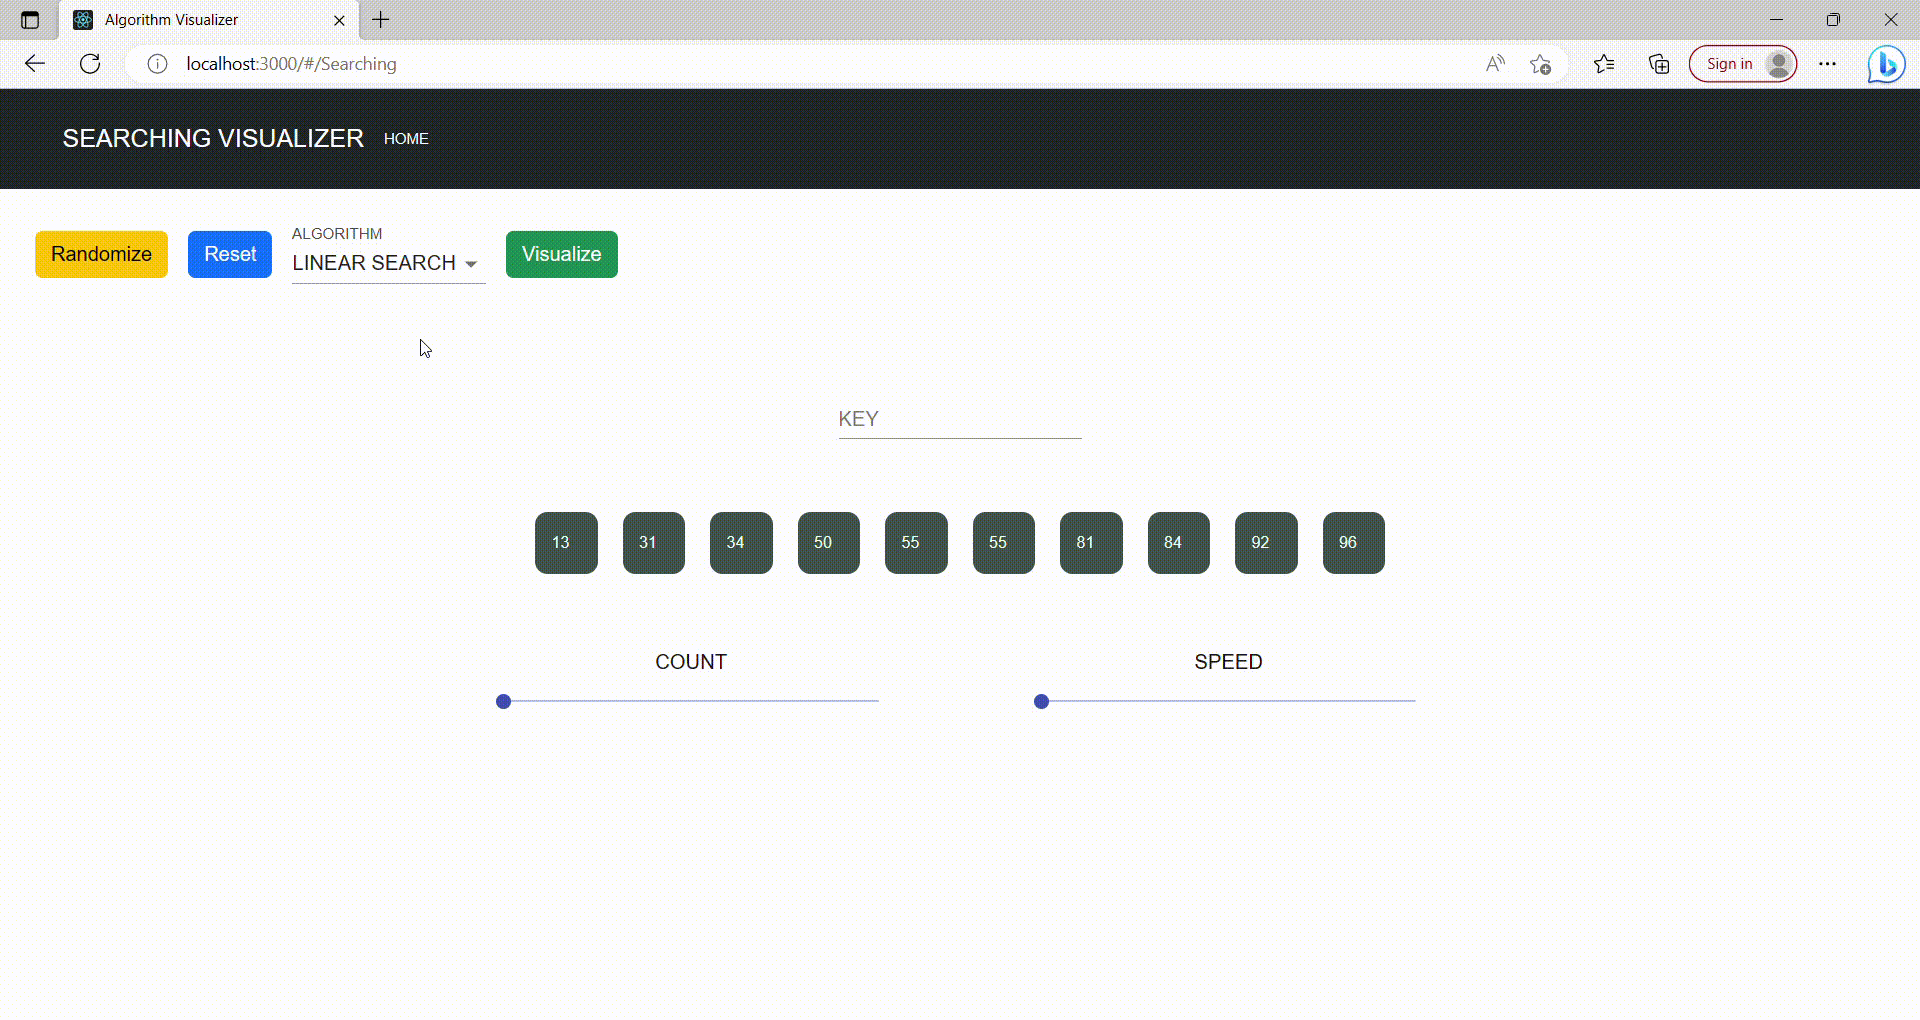 Algorithm Visualizer
localhost:3000/#/Searching
Sign in
SEARCHING VISUALIZER HOME
Randomize
Reset
ALGORITHM
LINEAR SEARCH
Visualize
KEY
13 31 34 50 55 55 81 84 92 96
COUNT SPEED